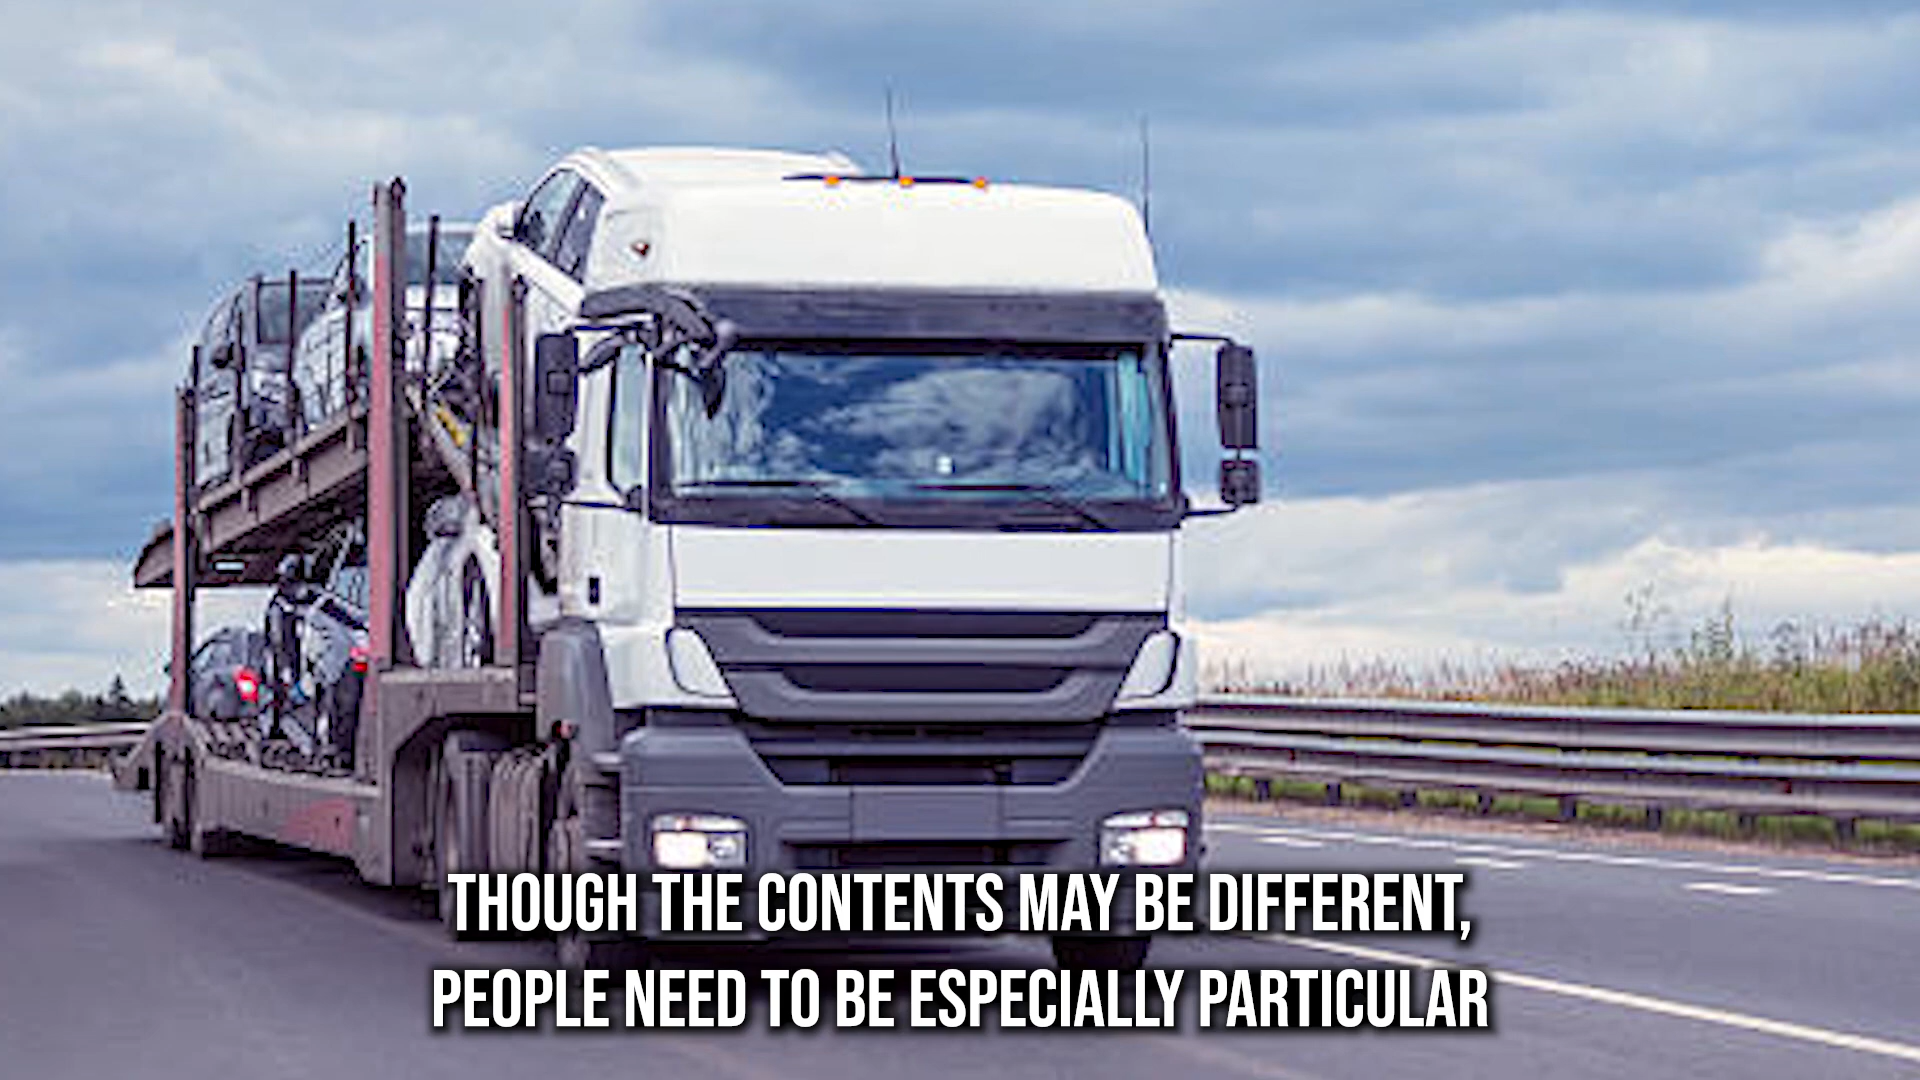 THOUGH THE CONTENTS MAY BE DIFFERENT,
PEOPLE NEED TO BE ESPECIALLY PARTICULAR